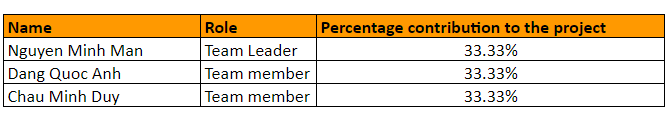 Name Role Percentage contribution to the project
Nguyen Minh Man Team Leader 33.33%
Dang Quoc Anh Team member 33.33%
Chau Minh Duy Team member 33.33%